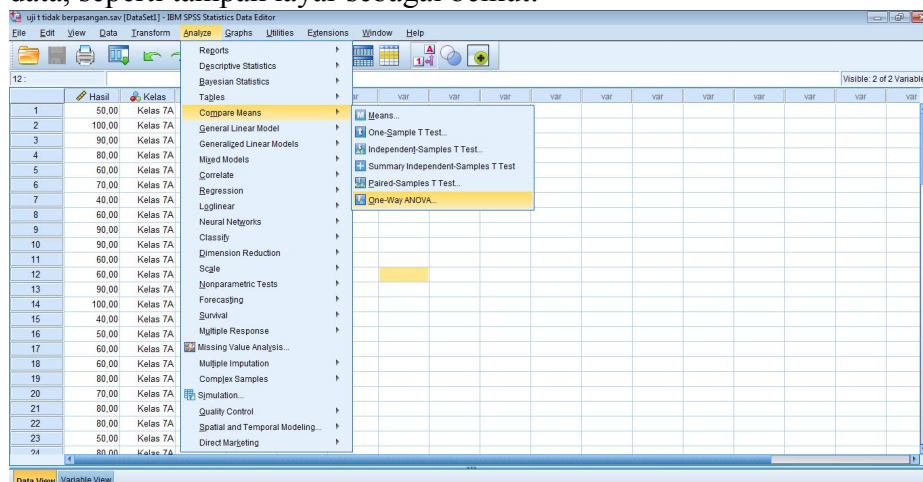 data, seperti tampan layar sebagai berikut:
uji t tidak berpasangan.sav [DataSet1] - IBM SPSS Statistics Data Editor
File Edit View Data Transform Analyze Graphs Utilities Extensions Window Help
12 :
Visible: 2 of 2 Variable
Hasil Kelas ar var var var var var var var var var var var
1 50,00 Kelas 7A
2 100,00 Kelas 7A
3 90,00 Kelas 7A
4 80,00 Kelas 7A
5 60,00 Kelas 7A
6 70,00 Kelas 7A
7 40,00 Kelas 7A
8 60,00 Kelas 7A
9 90,00 Kelas 7A
10 90,00 Kelas 7A
11 60,00 Kelas 7A
12 60,00 Kelas 7A
13 90,00 Kelas 7A
14 100,00 Kelas 7A
15 40,00 Kelas 7A
16 50,00 Kelas 7A
17 60,00 Kelas 7A
18 60,00 Kelas 7A
19 80,00 Kelas 7A
20 70,00 Kelas 7A
21 80,00 Kelas 7A
22 80,00 Kelas 7A
23 50,00 Kelas 7A
24 80,00 Kelas 7A
Reports
Descriptive Statistics
Bayesian Statistics
Tables
Compare Means
General Linear Model
Generalized Linear Models
Mixed Models
Correlate
Regression
Loglinear
Neural Networks
Classify
Dimension Reduction
Scale
Nonparametric Tests
Forecasting
Survival
Multiple Response
Missing Value Analysis...
Multiple Imputation
Complex Samples
Simulation...
Quality Control
Spatial and Temporal Modeling...
Direct Marketing
Means...
One-Sample T Test...
Independent-Samples T Test...
Summary Independent-Samples T Test
Paired-Samples T Test...
One-Way ANOVA...
Data View Variable View